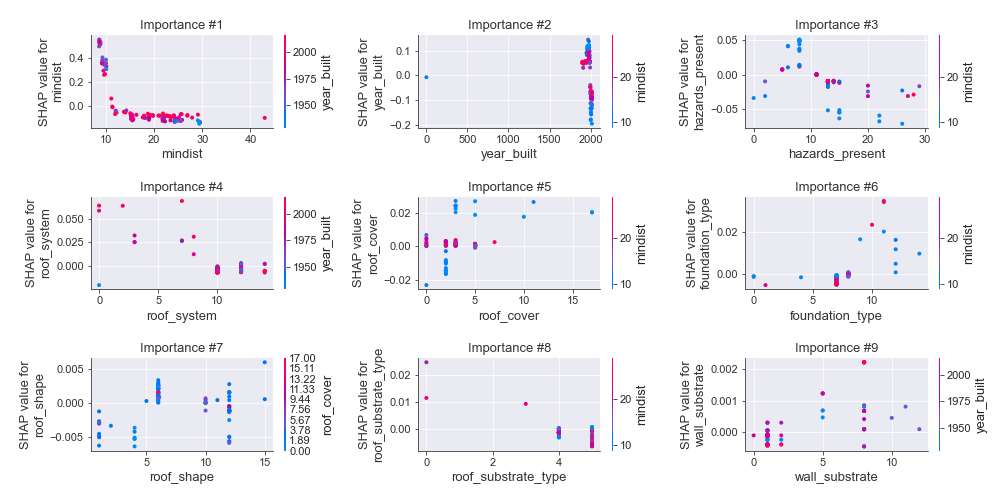 Importance #1
SHAP value for
mindist
0.4
0.2
0.0
10
20
30
40
mindist
2000
1975
1950
year_built
Importance #2
SHAP value for
year_built
0.1
0.0
−0.1
−0.2
0
500
1000
1500
2000
year_built
20
10
mindist
Importance #3
SHAP value for
hazards_present
0.05
0.00
−0.05
0
10
20
30
hazards_present
20
10
mindist
Importance #4
SHAP value for
roof_system
0.050
0.025
0.000
0
5
10
roof_system
2000
1975
1950
year_built
Importance #5
SHAP value for
roof_cover
0.02
0.00
−0.02
0
5
10
15
roof_cover
20
10
mindist
Importance #6
SHAP value for
foundation_type
0.02
0.00
0
5
10
foundation_type
20
10
mindist
Importance #7
SHAP value for
roof_shape
0.005
0.000
−0.005
5
10
15
roof_shape
17.00
15.11
13.22
11.33
9.44
7.56
5.67
3.78
1.89
0.00
roof_cover
Importance #8
SHAP value for
roof_substrate_type
0.02
0.01
0.00
0
2
4
roof_substrate_type
20
10
mindist
Importance #9
SHAP value for
wall_substrate
0.002
0.001
0.000
0
5
10
wall_substrate
2000
1975
1950
year_built